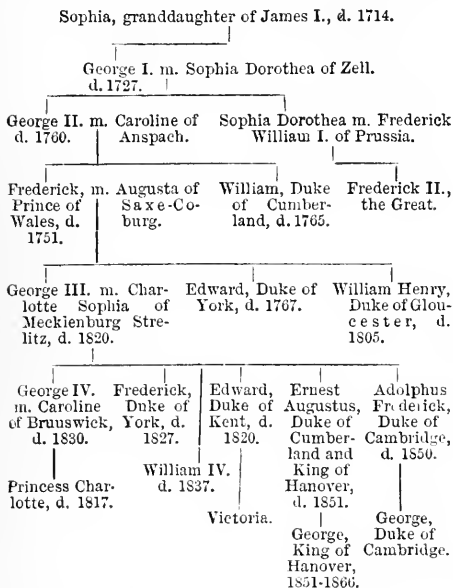 Sophia, granddaughter of James I., d. 1714.
George I. m. Sophia Dorothea of Zell.
d. 1727.
George II. m. Caroline of
d. 1760. Anspach.
Sophia Dorothea m. Frederick
William I. of Prussia.
Frederick, m. Augusta of
Prince of Saxe-Co-
Wales, d. burg.
1751.
William, Duke
of Cumber-
land, d. 1765.
Frederick II.,
the Great.
George III. m. Char-
lotte Sophia of
Mecklenburg Stre-
litz, d. 1820.
Edward, Duke of
York, d. 1767.
William Henry,
Duke of Glou-
cester, d.
1805.
George IV.
m. Caroline
of Brunswick,
d. 1830.
Frederick,
Duke of
York, d.
1827.
William IV.
d. 1837.
Edward,
Duke of
Kent, d.
1820.
Ernest
Augustus,
Duke of
Cumber-
land and
King of
Hanover,
d. 1851.
Adolphus
Frederick,
Duke of
Cambridge,
d. 1850.
Princess Char-
lotte, d. 1817.
Victoria.
George,
King of
Hanover,
1851-1866.
George,
Duke of
Cambridge.